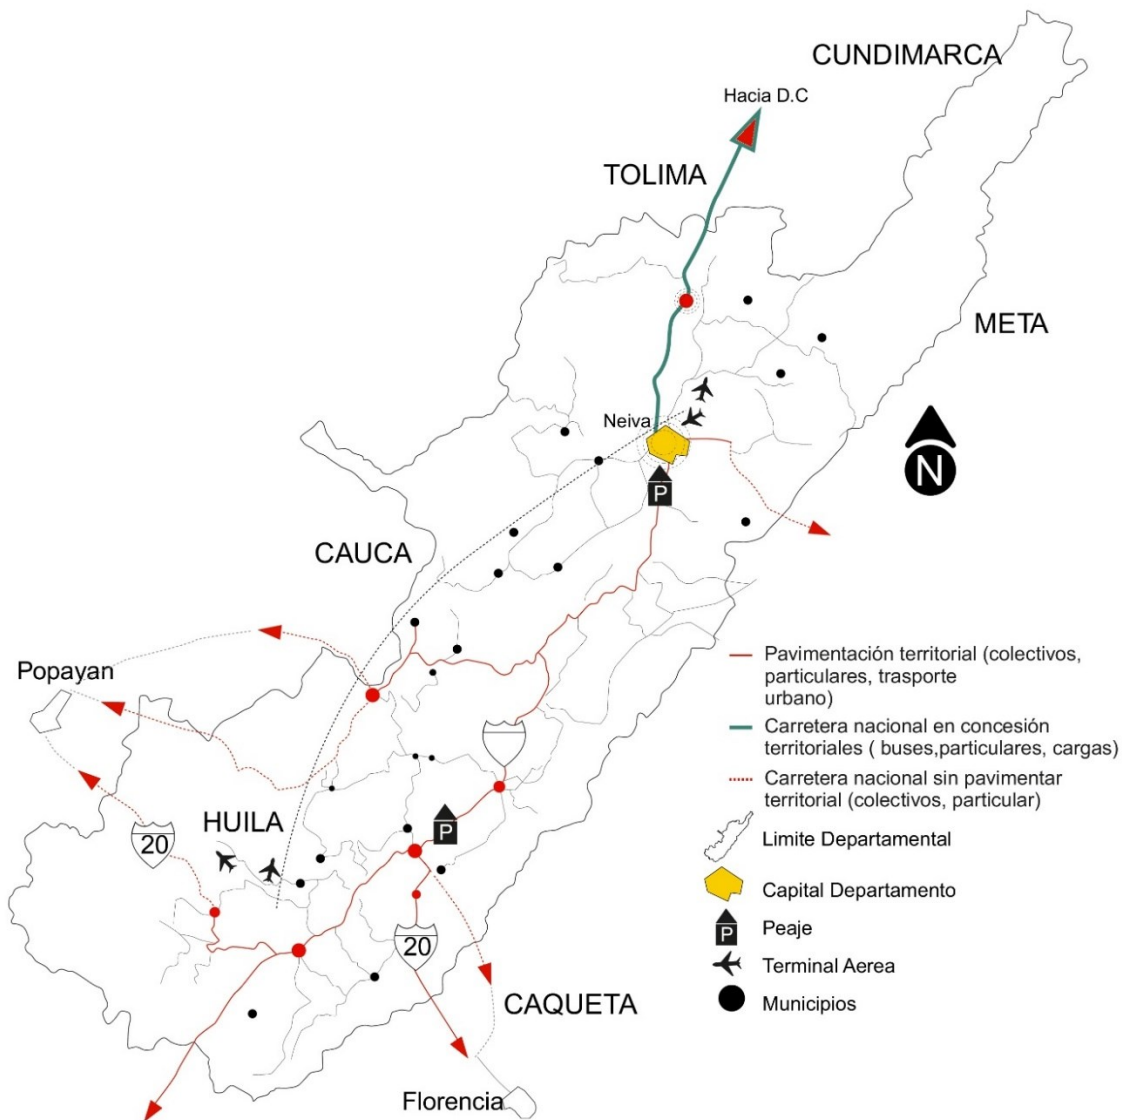 CUNDIMARCA
Hacia D.C
TOLIMA
META
Neiva
N
P
CAUCA
Popayan
Pavimentación territorial (colectivos,
particulares, trasporte
urbano)
Carretera nacional en concesión
territoriales ( buses,particulares, cargas)
Carretera nacional sin pavimentar
territorial (colectivos, particular)
HUILA
P
20
Limite Departamental
Capital Departamento
P
Peaje
20
Terminal Aerea
CAQUETA
Municipios
Florencia